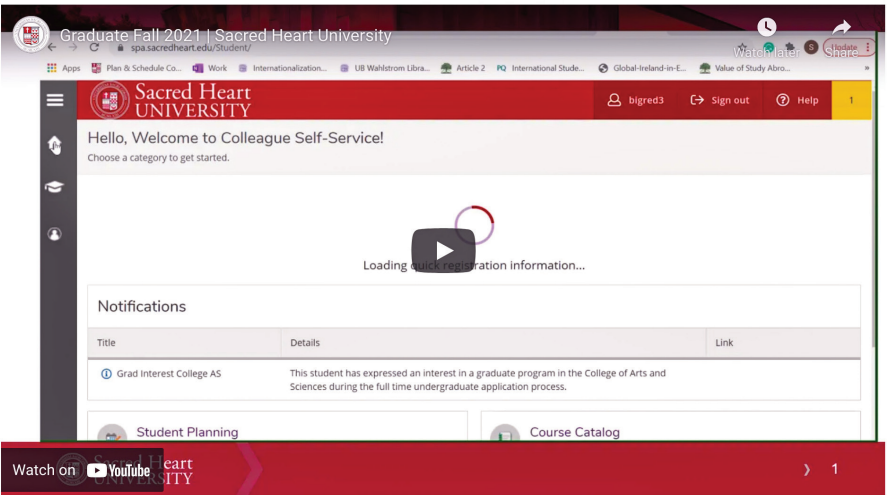 Graduate Fall 2021 | Sacred Heart University
Watch later
Share
spa.sacredheart.edu/Student/
Update
Apps
Plan & Schedule Co...
Work
Internationalization...
UB Wahlstrom Libra...
Article 2
PQ International Stude...
Global-Ireland-in-E...
Value of Study Abro...
»
Sacred Heart
UNIVERSITY
bigred3
Sign out
Help
1
Hello, Welcome to Colleague Self-Service!
Choose a category to get started.
Loading quick registration information...
Notifications
Title Details Link
Grad Interest College AS
This student has expressed an interest in a graduate program in the College of Arts and
Sciences during the full time undergraduate application process.
Student Planning
Course Catalog
Sacred Heart
UNIVERSITY
Watch on YouTube
1